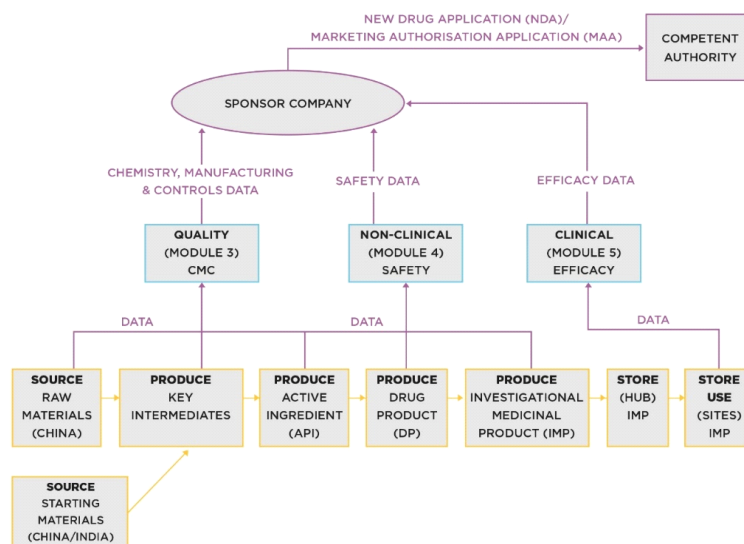 NEW DRUG APPLICATION (NDA)/
MARKETING AUTHORISATION APPLICATION (MAA)
COMPETENT
AUTHORITY
SPONSOR COMPANY
CHEMISTRY, MANUFACTURING
& CONTROLS DATA
SAFETY DATA
EFFICACY DATA
QUALITY
(MODULE 3)
CMC
NON-CLINICAL
(MODULE 4)
SAFETY
CLINICAL
(MODULE 5)
EFFICACY
DATA
DATA
DATA
SOURCE
RAW
MATERIALS
(CHINA)
PRODUCE
KEY
INTERMEDIATES
PRODUCE
ACTIVE
INGREDIENT
(API)
PRODUCE
DRUG
PRODUCT
(DP)
PRODUCE
INVESTIGATIONAL
MEDICINAL
PRODUCT (IMP)
STORE
(HUB)
IMP
STORE
USE
(SITES)
IMP
SOURCE
STARTING
MATERIALS
(CHINA/INDIA)